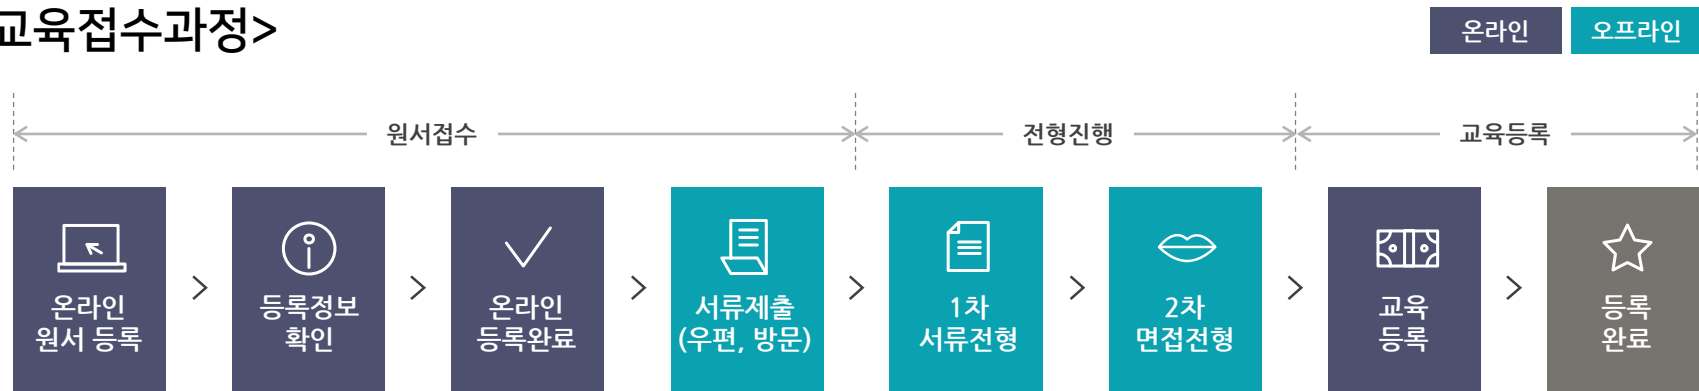 교육접수과정>
온라인
오프라인
원서접수
전형진행
교육등록
온라인
원서 등록
등록정보
확인
온라인
등록완료
서류제출
(우편, 방문)
1차
서류전형
2차
면접전형
교육
등록
등록
완료